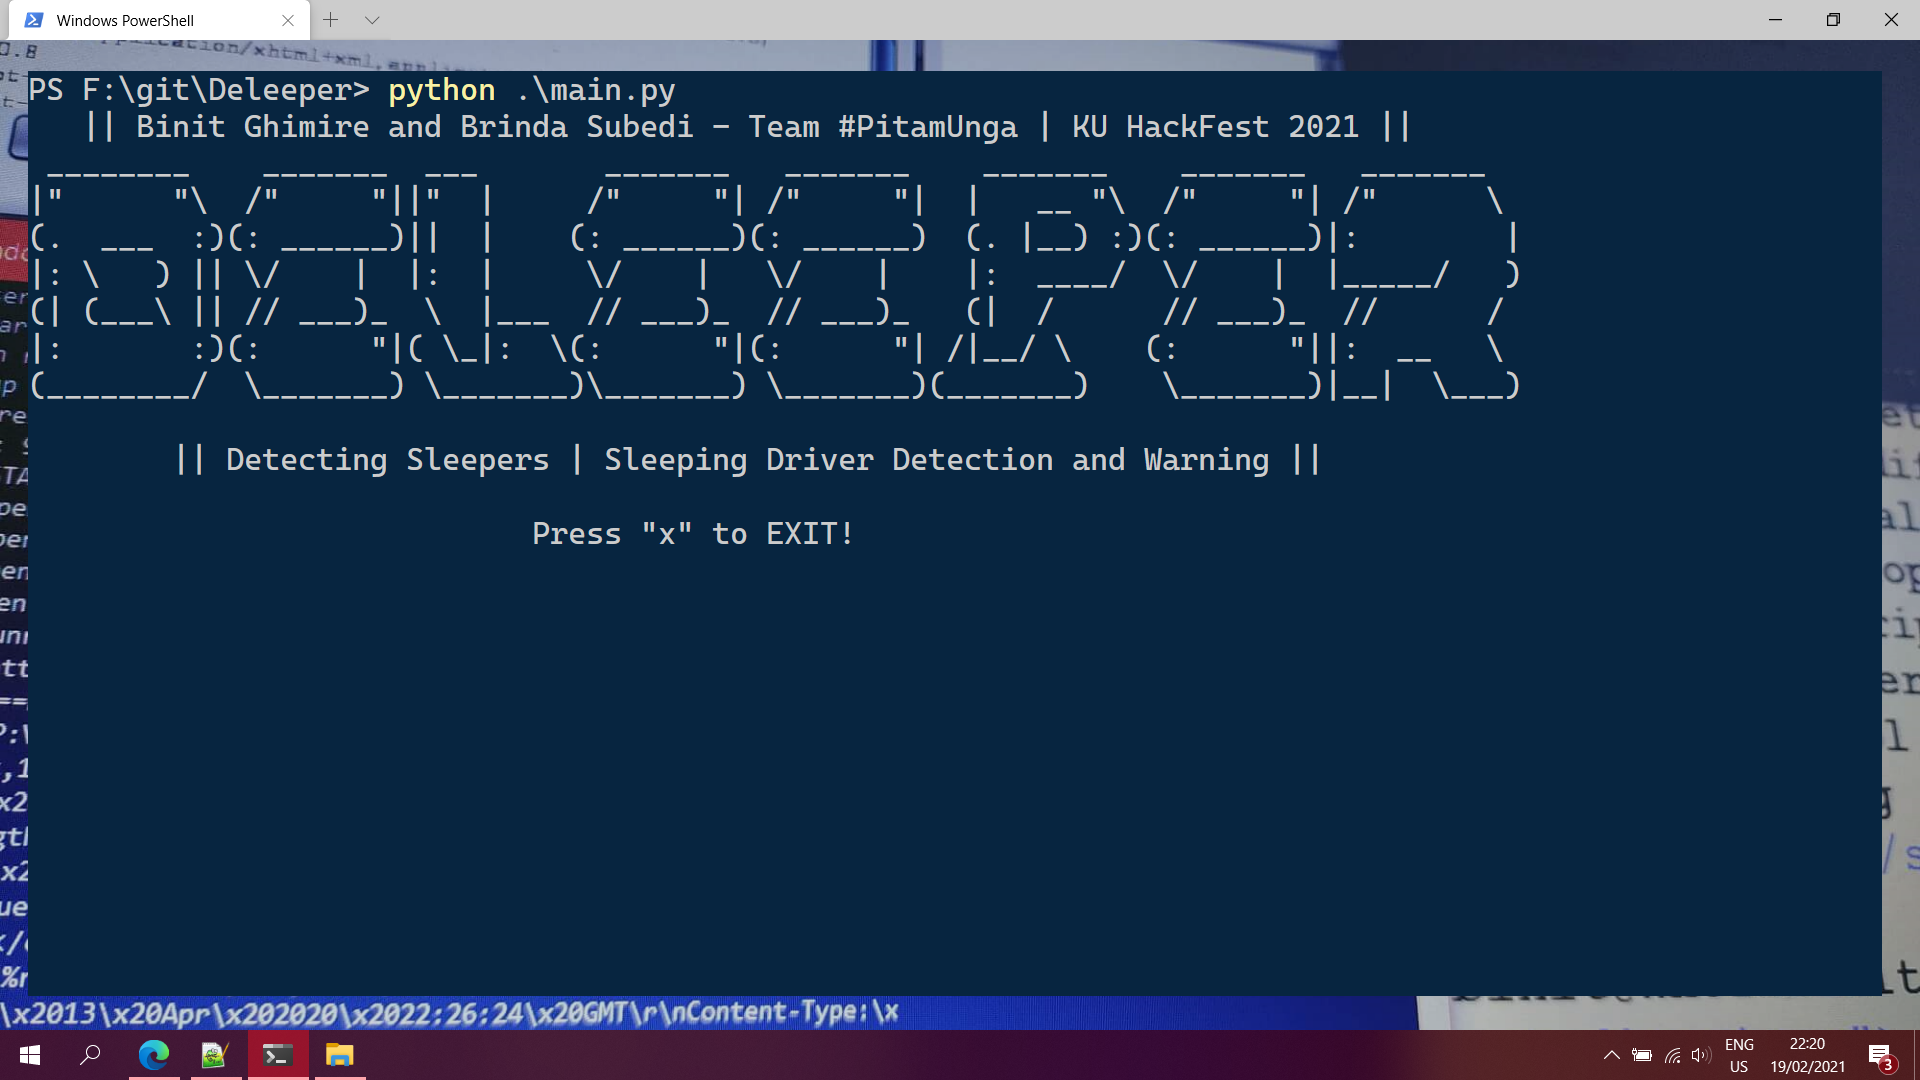 Windows PowerShell
PS F:\git\Deleeper> python .\main.py
|| Binit Ghimire and Brinda Subedi - Team #PitamUnga | KU HackFest 2021 ||
DELEEPER
|| Detecting Sleepers | Sleeping Driver Detection and Warning ||
Press "x" to EXIT!
\x2013\x20Apr\x202020\x2022:26:24\x20GMT\r\nContent-Type:\x
ENG
US
22:20
19/02/2021
3